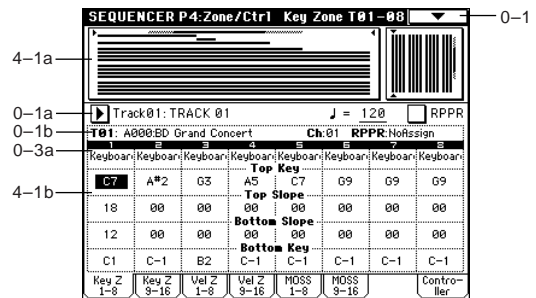 SEQUENCER P4:Zone/Ctrl Key Zone T01-08
0–1
4–1a
0–1a
Track01: TRACK 01 ♩ = 120 RPPR
0–1b
T01: A000:BD Grand Concert Ch:01 RPPR:NoAssign
0–3a
1 2 3 4 5 6 7 8
Keyboar Keyboar Keyboar Keyboar Keyboar Keyboar Keyboar Keyboar
Top Key
4–1b
C7 A#2 G3 A5 C7 G9 G9 G9
Top Slope
18 00 00 00 00 00 00 00
Bottom Slope
12 00 00 00 00 00 00 00
Bottom Key
C1 C-1 B2 C-1 C-1 C-1 C-1 C-1
Key Z 1-8 Key Z 9-16 Vel Z 1-8 Vel Z 9-16 MOSS 1-8 MOSS 9-16 Contro-ller